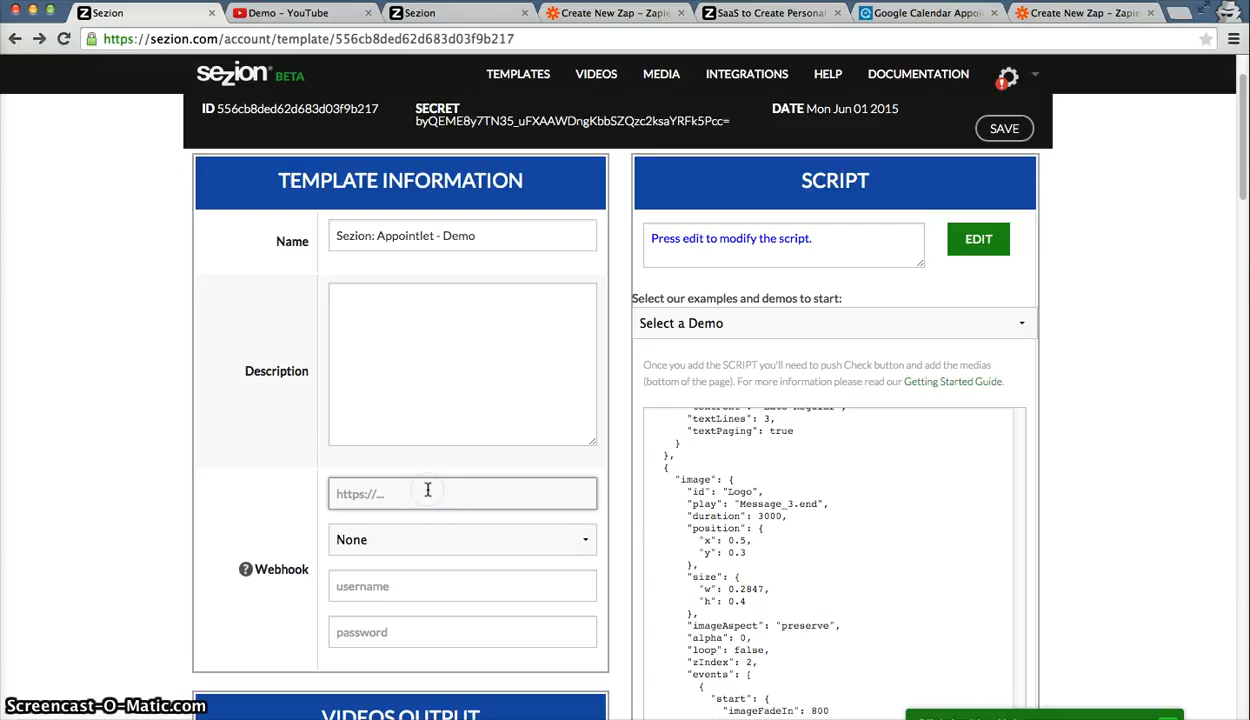 Sezion
Demo – YouTube
Sezion
Create New Zap – Zapie
SaaS to Create Personal
Google Calendar Appoi
Create New Zap – Zapie
https://sezion.com/account/template/556cb8ded62d683d03f9b217
sezion BETA
TEMPLATES
VIDEOS
MEDIA
INTEGRATIONS
HELP
DOCUMENTATION
ID 556cb8ded62d683d03f9b217
SECRET
byQEME8y7TN35_uFXAAWDngKbbSZQzc2ksaYRFk5Pcc=
DATE Mon Jun 01 2015
SAVE
TEMPLATE INFORMATION
Name
Sezion: Appointlet - Demo
Description
Webhook
https://...
None
username
password
VIDEOS OUTPUT
SCRIPT
Press edit to modify the script.
EDIT
Select our examples and demos to start:
Select a Demo
Once you add the SCRIPT you'll need to push Check button and add the medias
(bottom of the page). For more information please read our Getting Started Guide.
"textLines": 3,
"textPaging": true
}
},
{
"image": {
"id": "Logo",
"play": "Message_3.end",
"duration": 3000,
"position": {
"x": 0.5,
"y": 0.3
},
"size": {
"w": 0.2847,
"h": 0.4
},
"imageAspect": "preserve",
"alpha": 0,
"loop": false,
"zIndex": 2,
"events": [
{
"start": {
"imageFadeIn": 800
Screencast-O-Matic.com